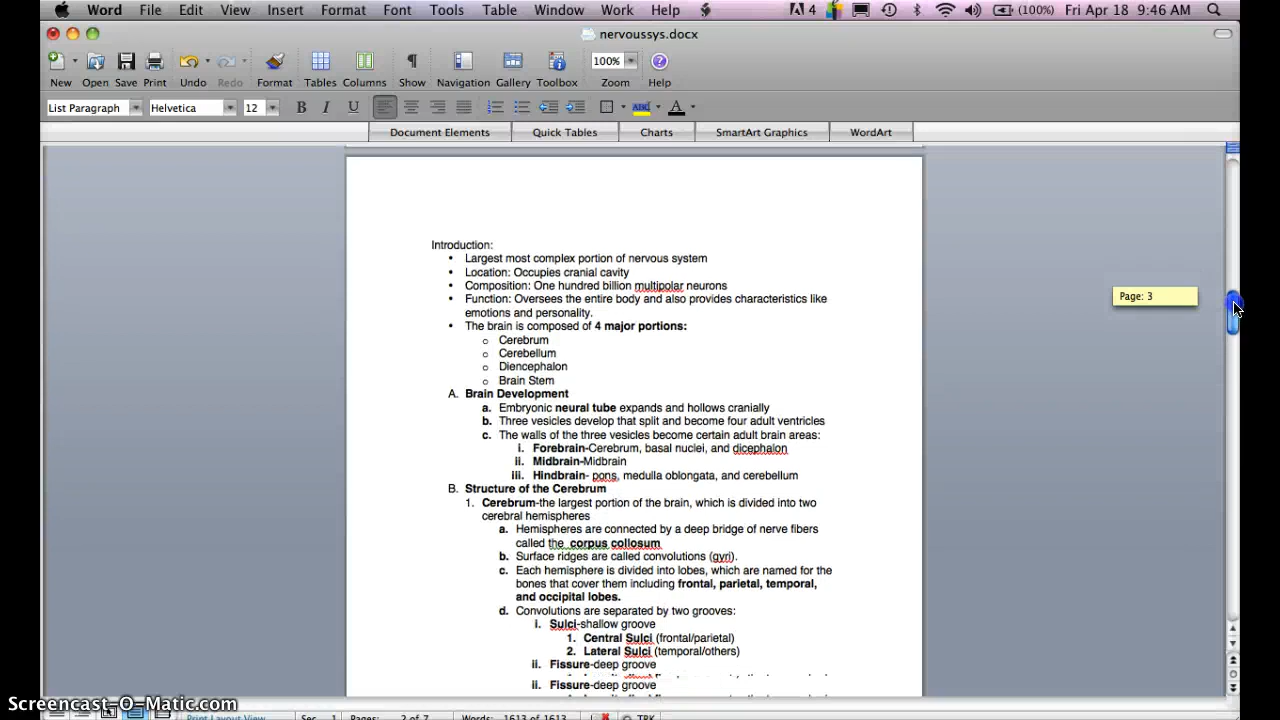 Word File Edit View Insert Format Font Tools Table Window Work Help 4 (100%) Fri Apr 18 9:46 AM
nervoussys.docx
100%
New Open Save Print Undo Redo Format Tables Columns Show Navigation Gallery Toolbox Zoom Help
List Paragraph Helvetica 12 B I U ABC A
Document Elements Quick Tables Charts SmartArt Graphics WordArt
Introduction:
• Largest most complex portion of nervous system
• Location: Occupies cranial cavity
• Composition: One hundred billion multipolar neurons
• Function: Oversees the entire body and also provides characteristics like
emotions and personality.
• The brain is composed of 4 major portions:
o Cerebrum
o Cerebellum
o Diencephalon
o Brain Stem
A. Brain Development
a. Embryonic neural tube expands and hollows cranially
b. Three vesicles develop that split and become four adult ventricles
c. The walls of the three vesicles become certain adult brain areas:
i. Forebrain-Cerebrum, basal nuclei, and dicephalon
ii. Midbrain-Midbrain
iii. Hindbrain- pons, medulla oblongata, and cerebellum
B. Structure of the Cerebrum
1. Cerebrum-the largest portion of the brain, which is divided into two
cerebral hemispheres
a. Hemispheres are connected by a deep bridge of nerve fibers
called the corpus collosum
b. Surface ridges are called convolutions (gyri).
c. Each hemisphere is divided into lobes, which are named for the
bones that cover them including frontal, parietal, temporal,
and occipital lobes.
d. Convolutions are separated by two grooves:
i. Sulci-shallow groove
1. Central Sulci (frontal/parietal)
2. Lateral Sulci (temporal/others)
ii. Fissure-deep groove
ii. Fissure-deep groove
Page: 3
Screencast-O-Matic.com
Print Layout View Sec 1 Pages: 2 of 7 Words: 1613 of 1613 TRK